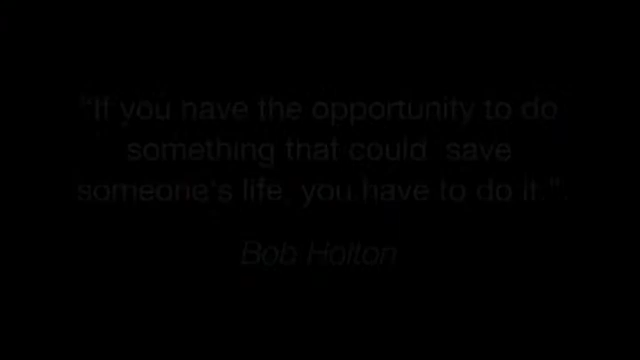 "If you have the opportunity to do
something that could  save
someone's life, you have to do it.".
Bob Holton